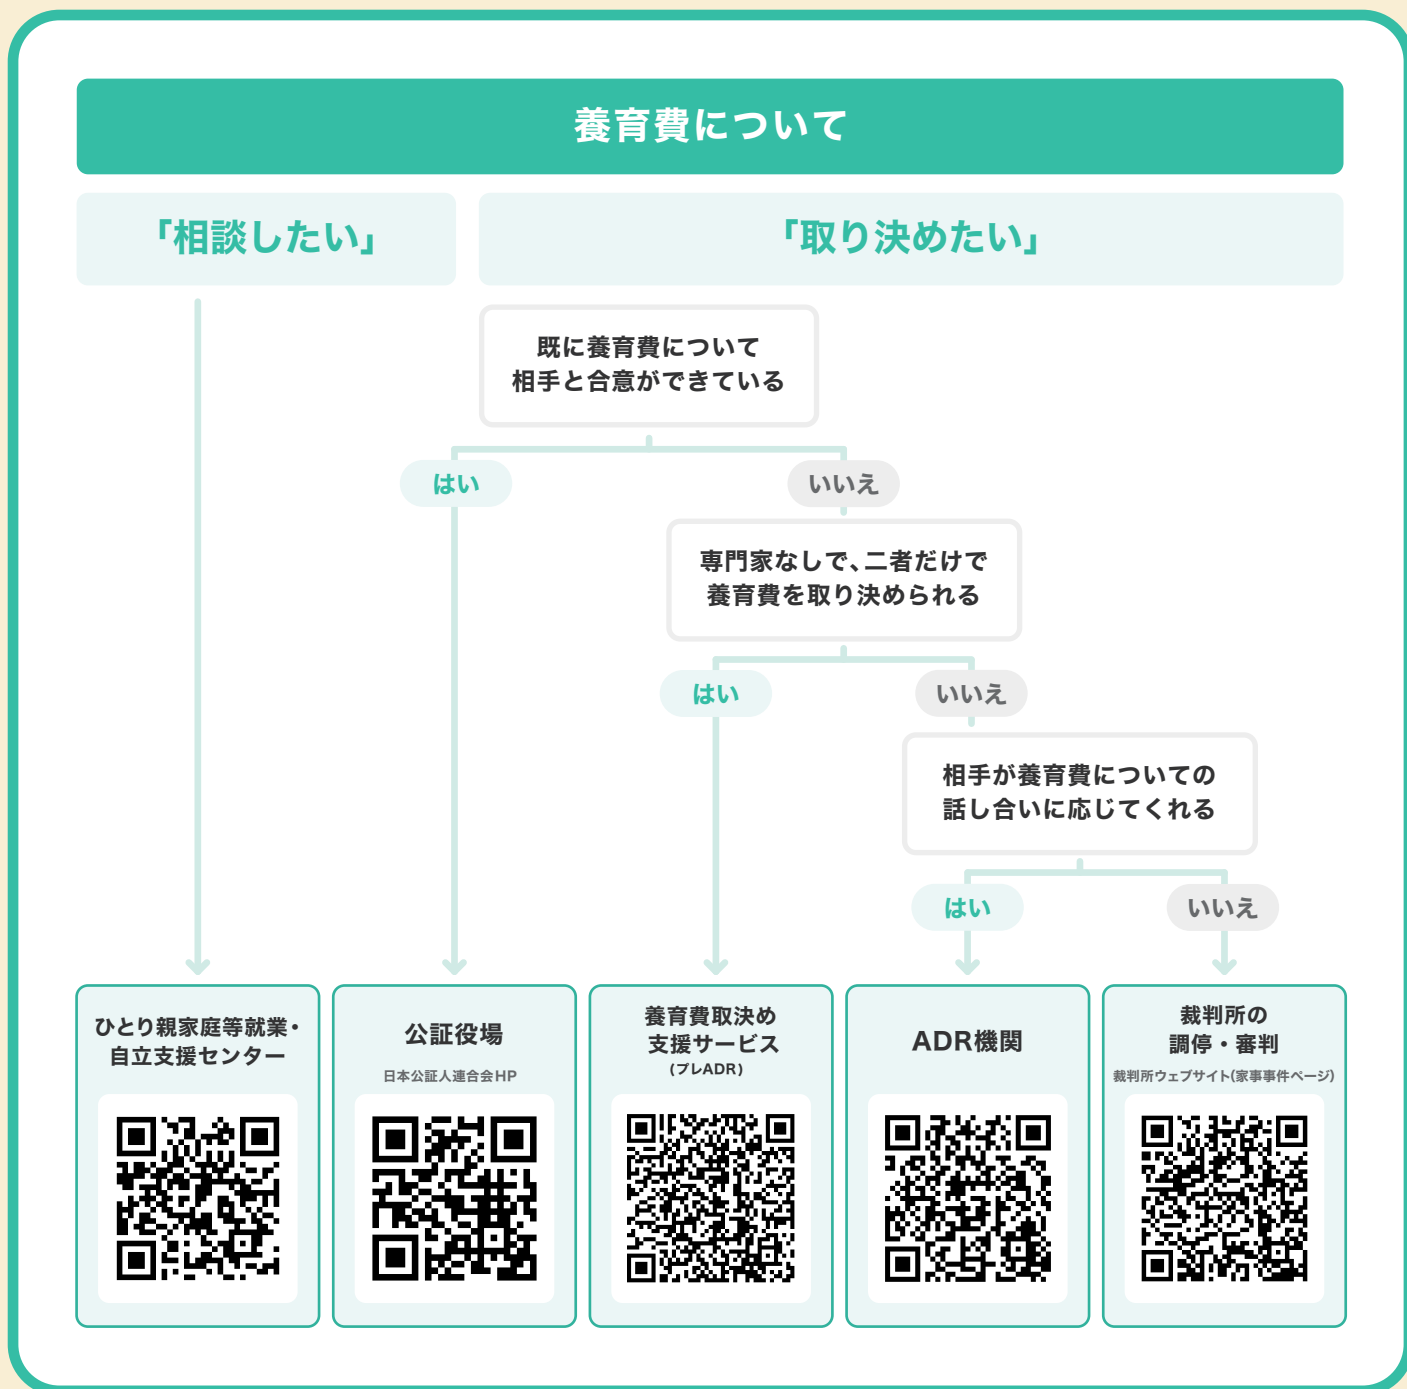 養育費について
「相談したい」
「取り決めたい」
既に養育費について
相手と合意ができている
はい
いいえ
専門家なしで、二者だけで
養育費を取り決められる
はい
いいえ
相手が養育費についての
話し合いに応じてくれる
はい
いいえ
ひとり親家庭等就業・
自立支援センター
公証役場
日本公証人連合会HP
養育費取決め
支援サービス
(プレADR)
ADR機関
裁判所の
調停・審判
裁判所ウェブサイト(家事事件ページ)